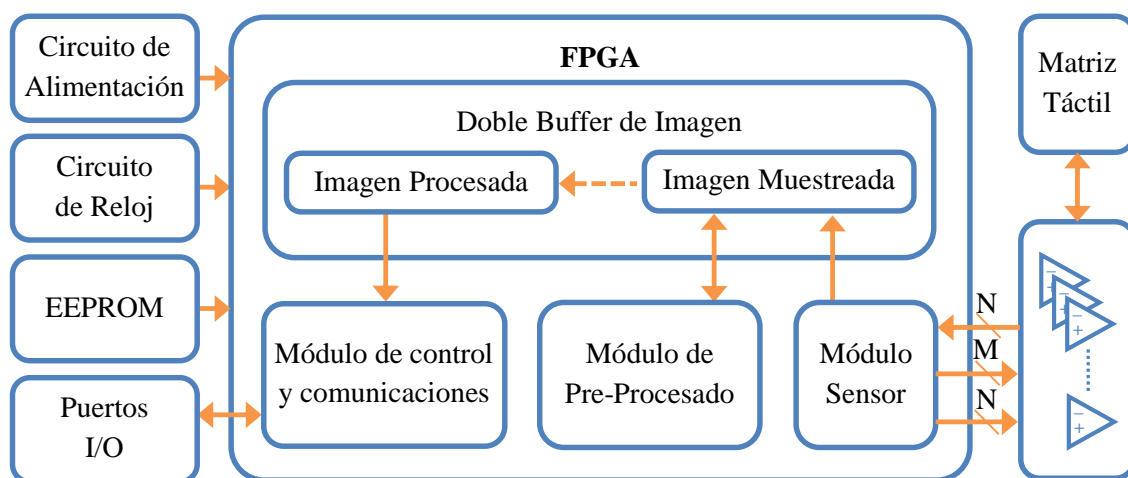 Circuito de
Alimentación
Circuito
de Reloj
EEPROM
Puertos
I/O
FPGA
Doble Buffer de Imagen
Imagen Procesada
Imagen Muestreada
Módulo de control
y comunicaciones
Módulo de
Pre-Procesado
Módulo
Sensor
N
M
N
Matriz
Táctil